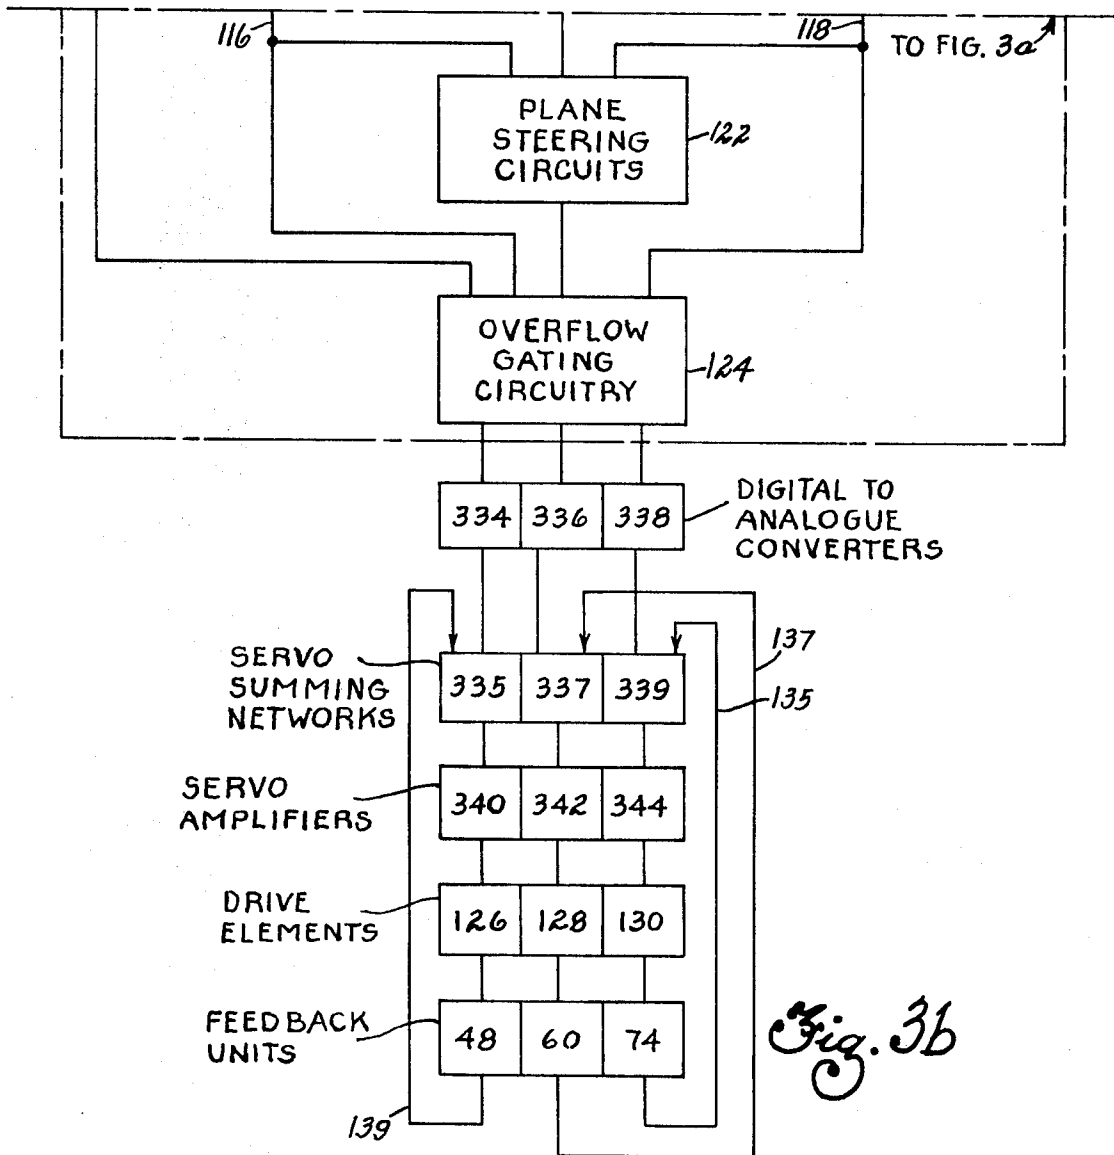 116
118
TO FIG. 3a
PLANE
STEERING
CIRCUITS
122
OVERFLOW
GATING
CIRCUITRY
124
334 336 338
DIGITAL TO
ANALOGUE
CONVERTERS
137
135
SERVO
SUMMING
NETWORKS
335 337 339
SERVO
AMPLIFIERS
340 342 344
DRIVE
ELEMENTS
126 128 130
FEEDBACK
UNITS
48 60 74
139
Fig. 3b